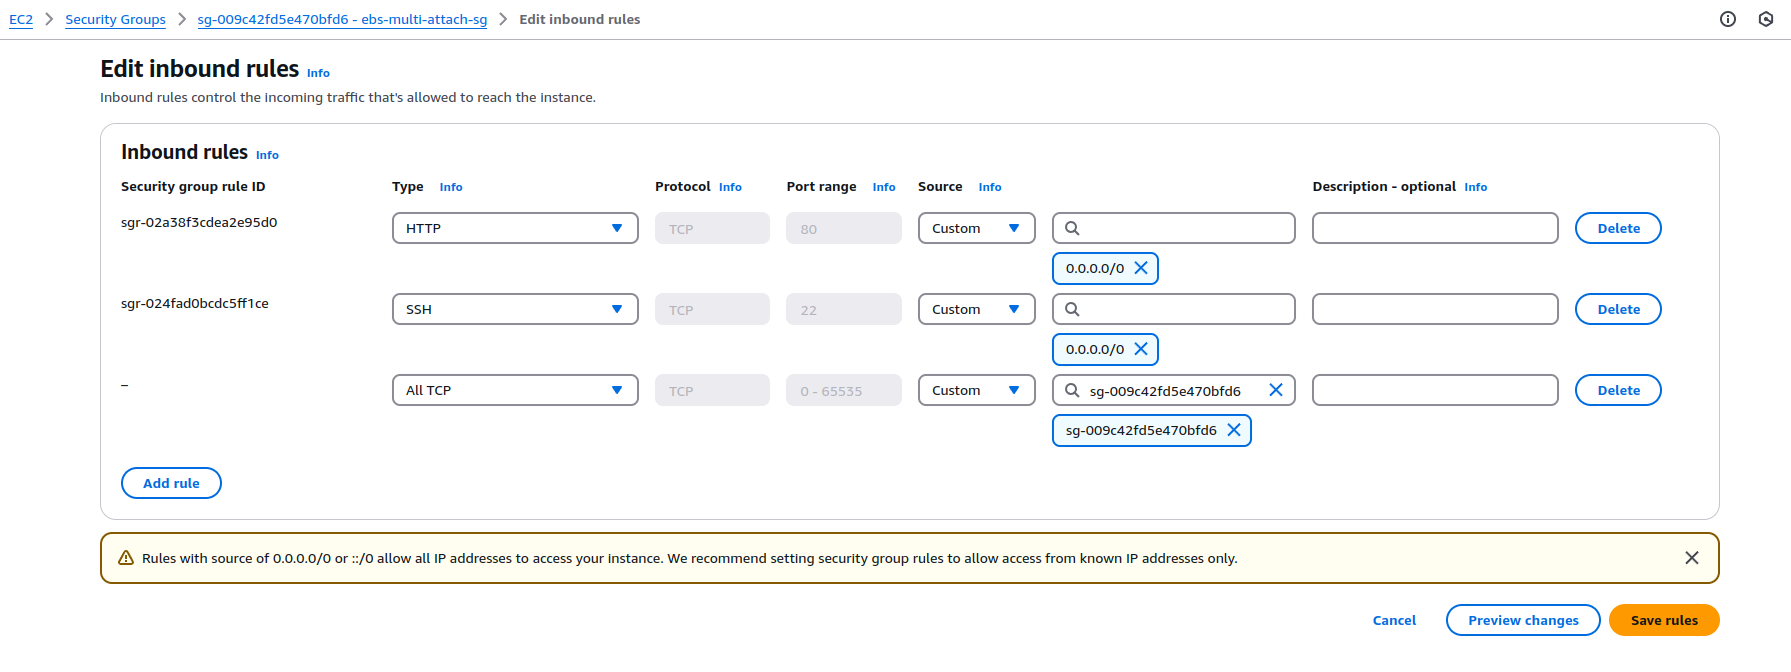 EC2 > Security Groups > sg-009c42fd5e470bfd6 - ebs-multi-attach-sg > Edit inbound rules
Edit inbound rules Info
Inbound rules control the incoming traffic that's allowed to reach the instance.
Inbound rules Info
Security group rule ID Type Info Protocol Info Port range Info Source Info Description - optional Info
sgr-02a38f3cdea2e95d0 HTTP TCP 80 Custom Delete
0.0.0.0/0
sgr-024fad0bcdc5ff1ce SSH TCP 22 Custom Delete
0.0.0.0/0
– All TCP TCP 0 - 65535 Custom sg-009c42fd5e470bfd6 Delete
sg-009c42fd5e470bfd6
Add rule
Rules with source of 0.0.0.0/0 or ::/0 allow all IP addresses to access your instance. We recommend setting security group rules to allow access from known IP addresses only.
Cancel Preview changes Save rules